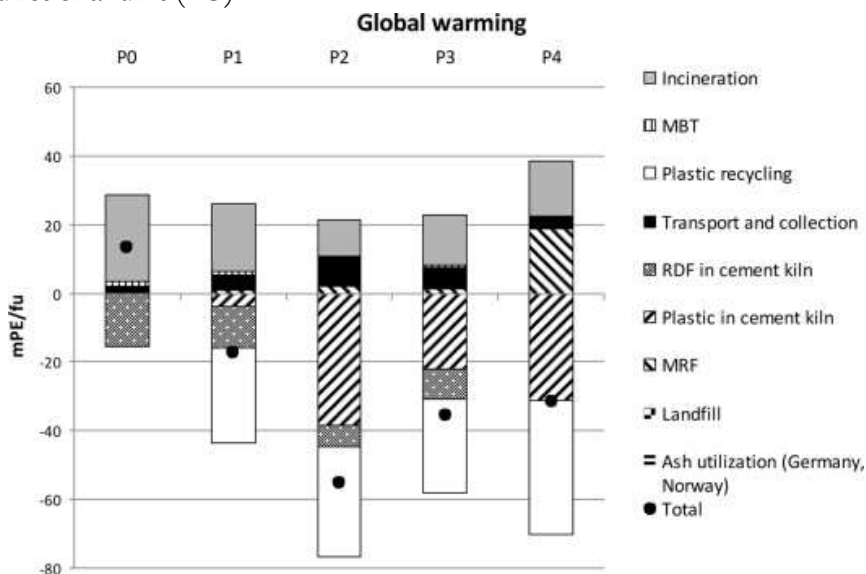 Global warming
P0 P1 P2 P3 P4
60
40
20
0
-20
-40
-60
-80
mPE/fu
Incineration
MBT
Plastic recycling
Transport and collection
RDF in cement kiln
Plastic in cement kiln
MRF
Landfill
Ash utilization (Germany,
Norway)
Total